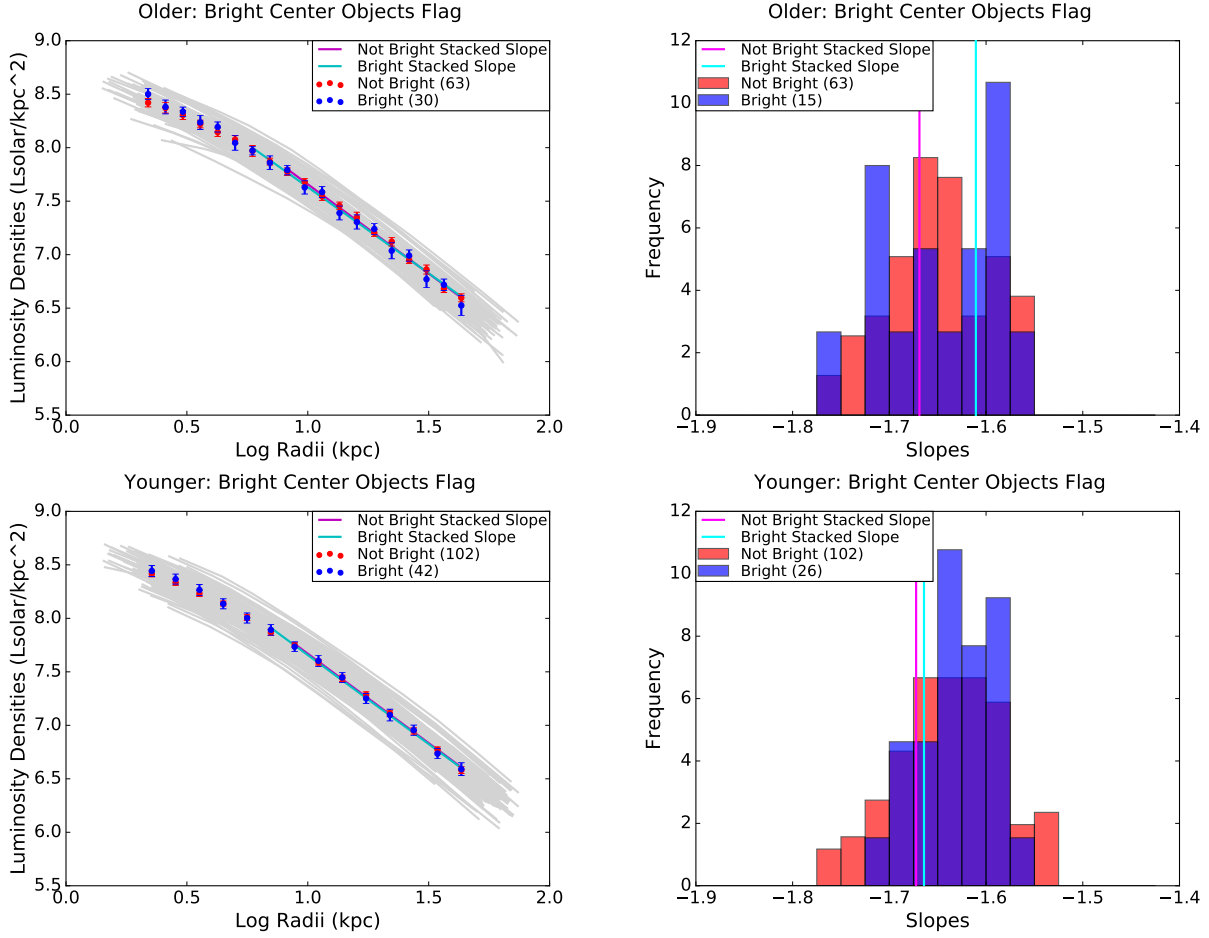 Older: Bright Center Objects Flag
Not Bright Stacked Slope
Bright Stacked Slope
Not Bright (63)
Bright (30)
Luminosity Densities (Lsolar/kpc^2)
9.0
8.5
8.0
7.5
7.0
6.5
6.0
5.5
0.0 0.5 1.0 1.5 2.0
Log Radii (kpc)
Older: Bright Center Objects Flag
Not Bright Stacked Slope
Bright Stacked Slope
Not Bright (63)
Bright (15)
Frequency
12
10
8
6
4
2
0
−1.9 −1.8 −1.7 −1.6 −1.5 −1.4
Slopes
Younger: Bright Center Objects Flag
Not Bright Stacked Slope
Bright Stacked Slope
Not Bright (102)
Bright (42)
Luminosity Densities (Lsolar/kpc^2)
9.0
8.5
8.0
7.5
7.0
6.5
6.0
5.5
0.0 0.5 1.0 1.5 2.0
Log Radii (kpc)
Younger: Bright Center Objects Flag
Not Bright Stacked Slope
Bright Stacked Slope
Not Bright (102)
Bright (26)
Frequency
12
10
8
6
4
2
0
−1.9 −1.8 −1.7 −1.6 −1.5 −1.4
Slopes